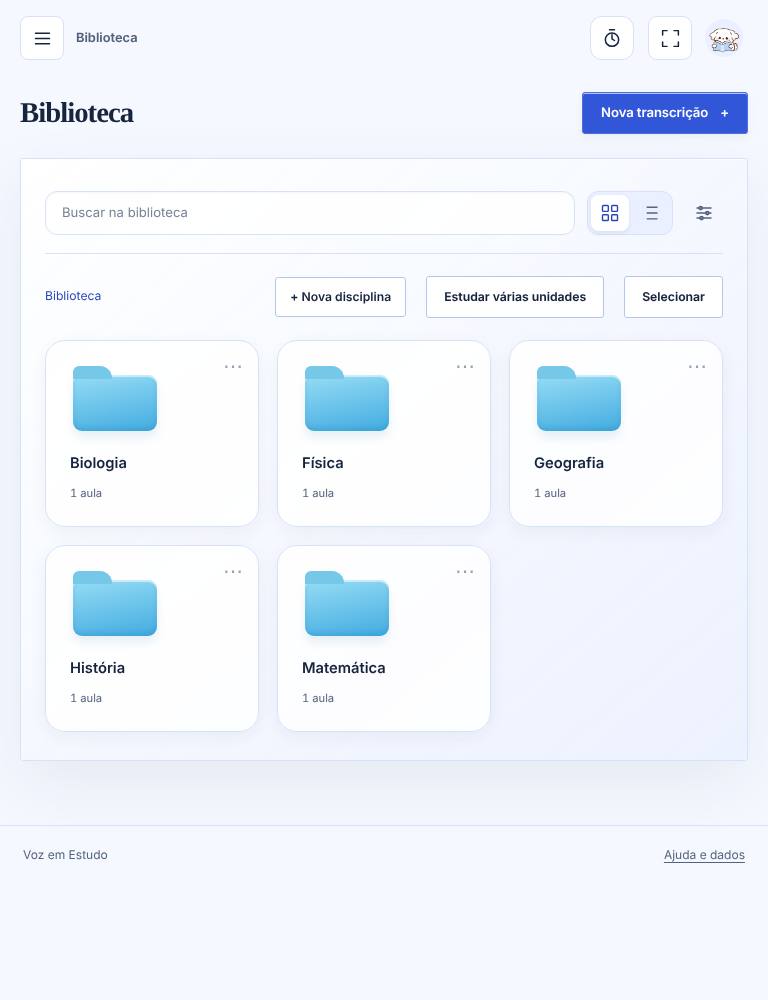 Biblioteca
Biblioteca
Nova transcrição +
Buscar na biblioteca
Biblioteca
+ Nova disciplina
Estudar várias unidades
Selecionar
Biologia
1 aula
Física
1 aula
Geografia
1 aula
História
1 aula
Matemática
1 aula
Voz em Estudo
Ajuda e dados